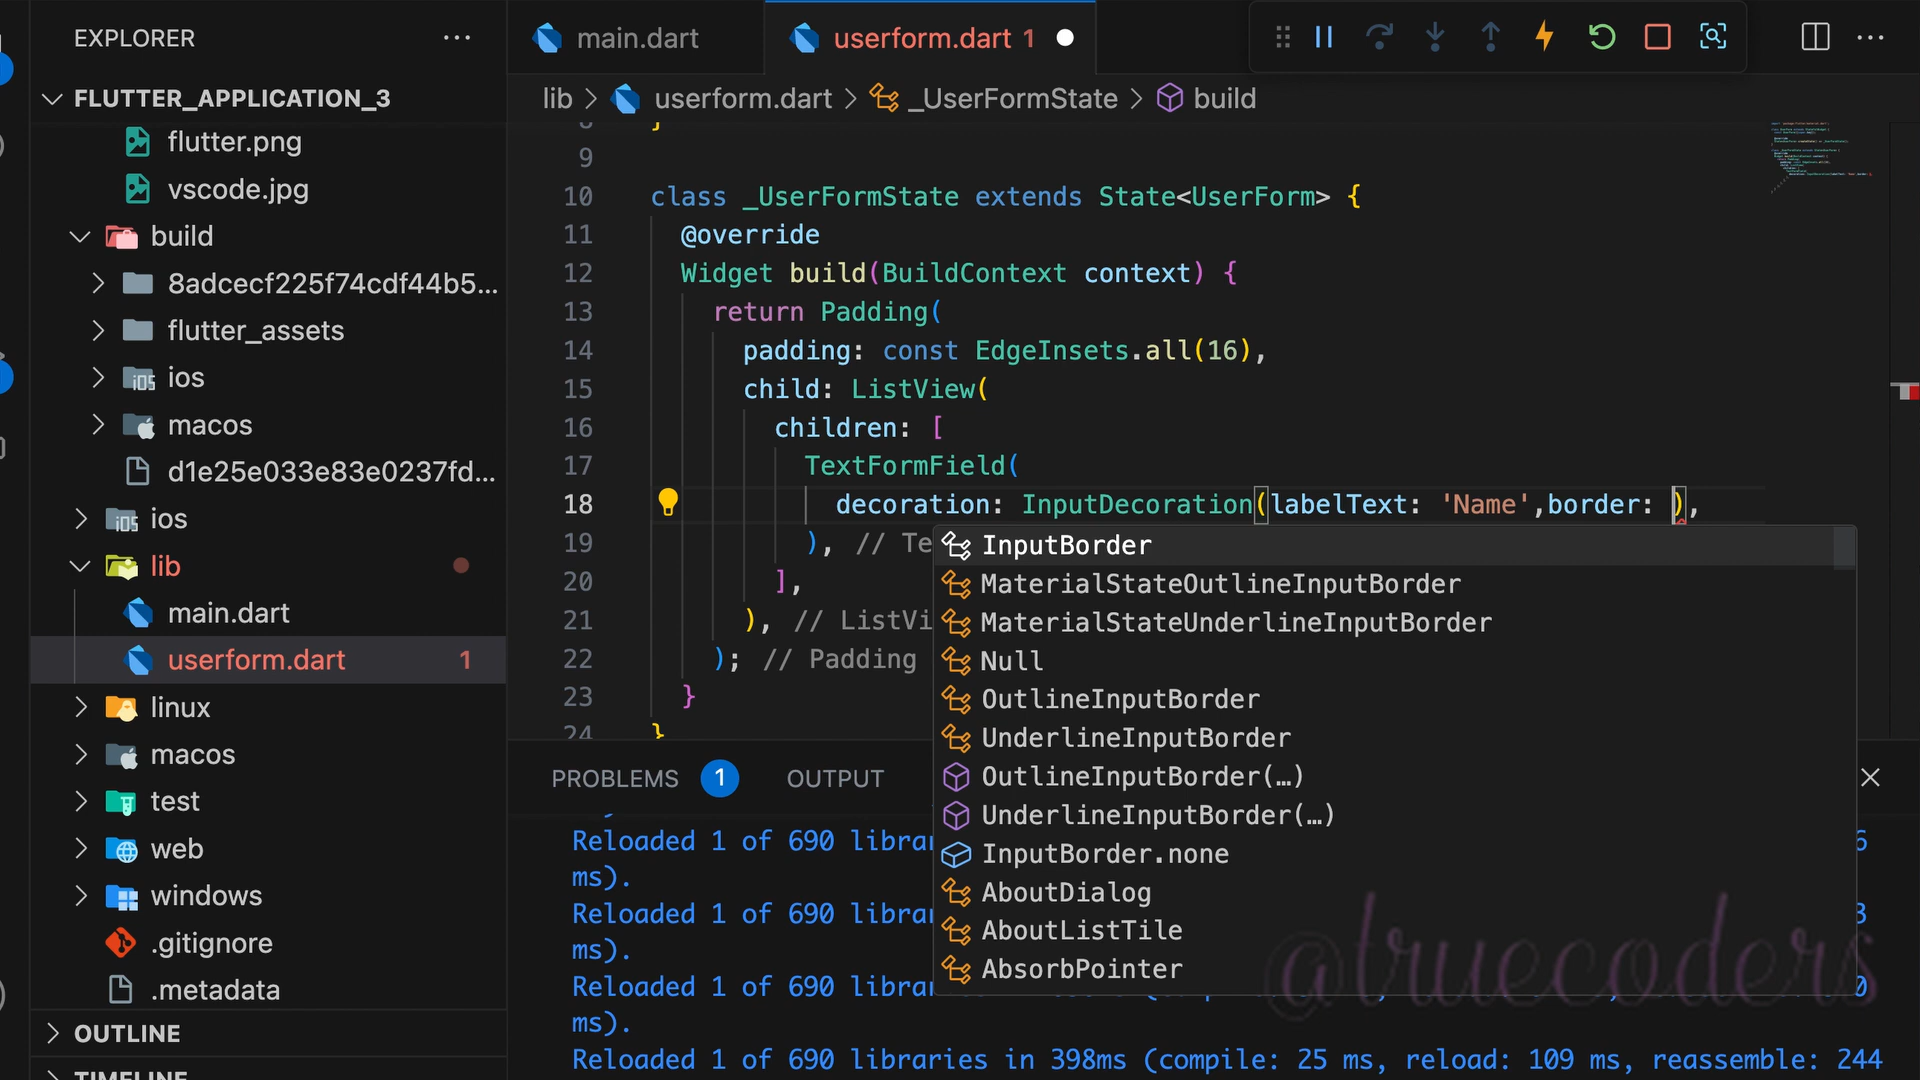 EXPLORER
FLUTTER_APPLICATION_3
flutter.png
vscode.jpg
build
8adcecf225f74cdf44b5...
flutter_assets
ios
macos
d1e25e033e83e0237fd...
ios
lib
main.dart
userform.dart 1
linux
macos
test
web
windows
.gitignore
.metadata
OUTLINE
TIMELINE
main.dart
userform.dart 1
lib > userform.dart > _UserFormState > build
8 }
9
10 class _UserFormState extends State<UserForm> {
11 @override
12 Widget build(BuildContext context) {
13 return Padding(
14 padding: const EdgeInsets.all(16),
15 child: ListView(
16 children: [
17 TextFormField(
18 decoration: InputDecoration(labelText: 'Name',border: ),
19 ), // Te
20 ],
21 ), // ListVi
22 ); // Padding
23 }
24 }
InputBorder
MaterialStateOutlineInputBorder
MaterialStateUnderlineInputBorder
Null
OutlineInputBorder
UnderlineInputBorder
OutlineInputBorder(…)
UnderlineInputBorder(…)
InputBorder.none
AboutDialog
AboutListTile
AbsorbPointer
PROBLEMS 1 OUTPUT
Reloaded 1 of 690 librar
6
ms).
Reloaded 1 of 690 librar
3
ms).
Reloaded 1 of 690 librar
0
ms).
Reloaded 1 of 690 libraries in 398ms (compile: 25 ms, reload: 109 ms, reassemble: 244
@truecoders